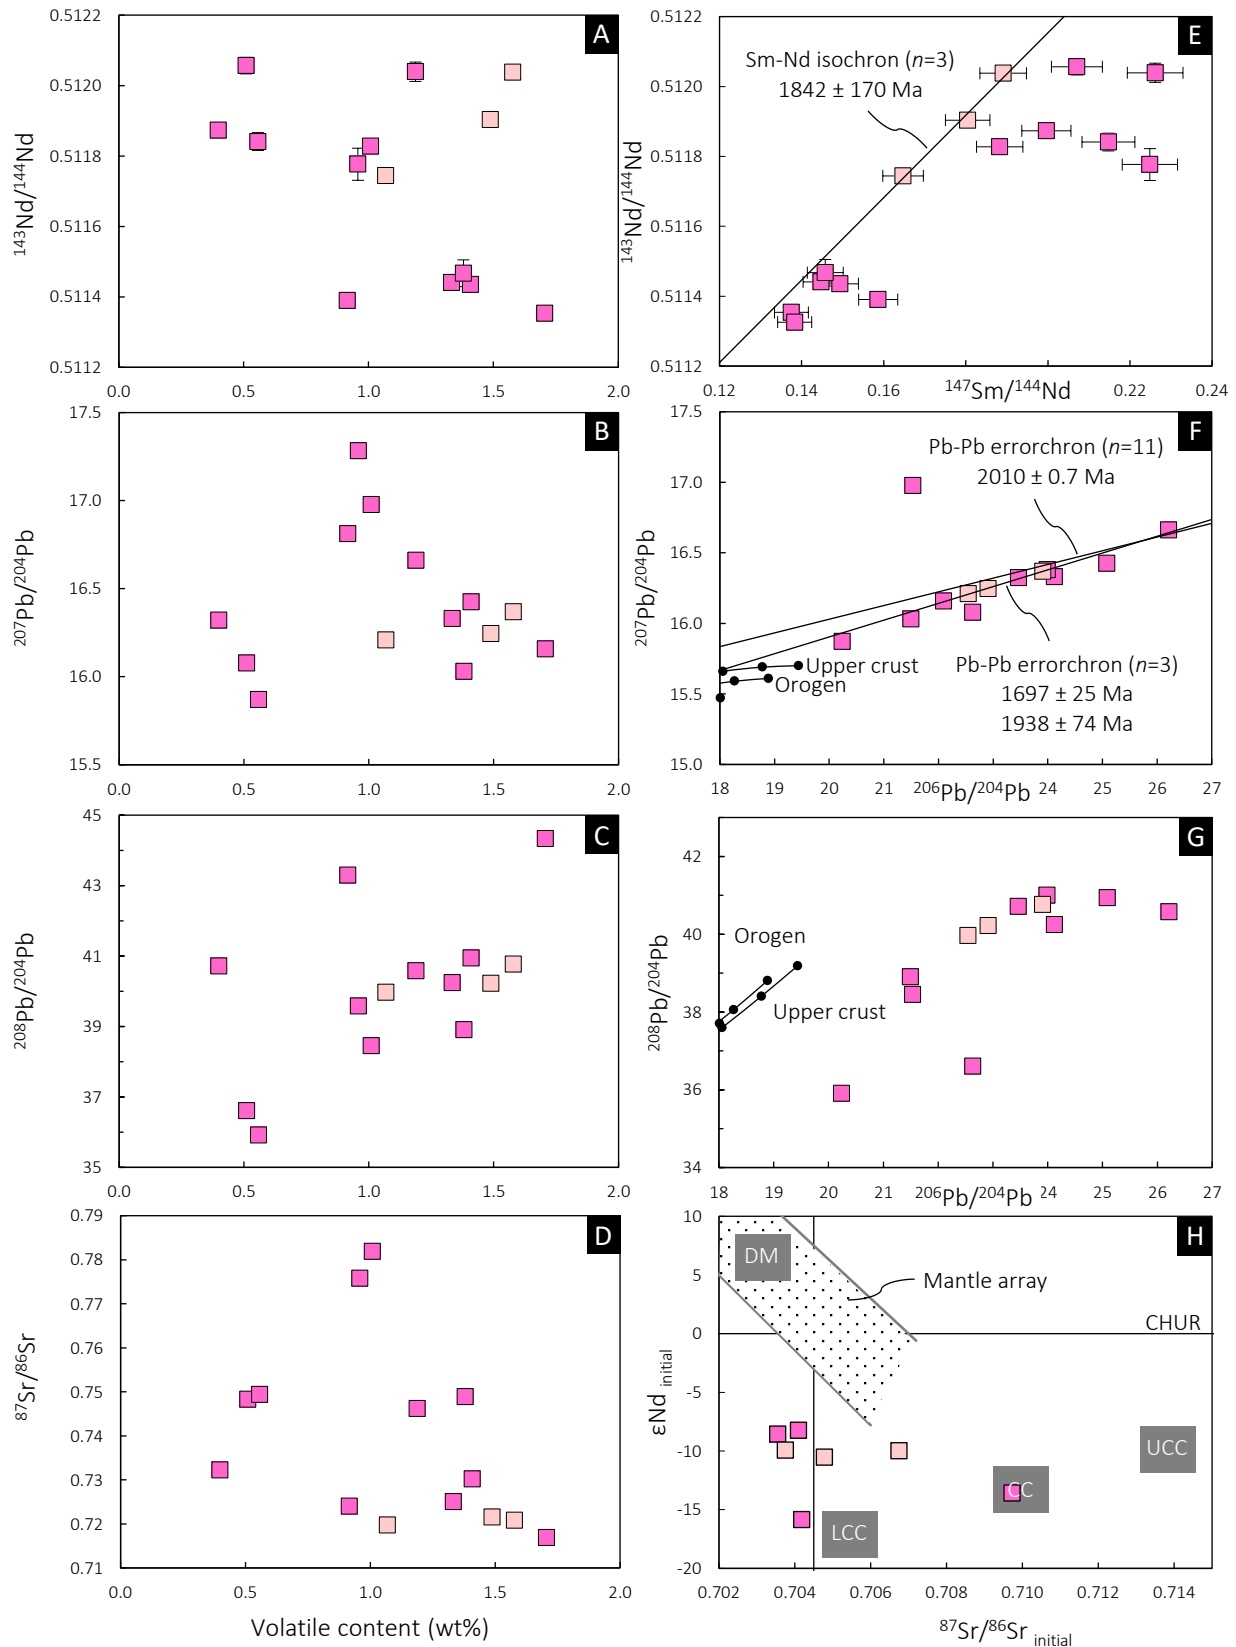 A
0.5122
0.5120
0.5118
0.5116
0.5114
0.5112
143Nd/144Nd
0.0 0.5 1.0 1.5 2.0
E
0.5122
0.5120
0.5118
0.5116
0.5114
0.5112
143Nd/144Nd
Sm-Nd isochron (n=3)
1842 ± 170 Ma
0.12 0.14 0.16 147Sm/144Nd 0.22 0.24
B
17.5
17.0
16.5
16.0
15.5
207Pb/204Pb
0.0 0.5 1.0 1.5 2.0
F
17.5
17.0
16.5
16.0
15.5
15.0
207Pb/204Pb
Pb-Pb errorchron (n=11)
2010 ± 0.7 Ma
Upper crust
Orogen
Pb-Pb errorchron (n=3)
1697 ± 25 Ma
1938 ± 74 Ma
18 19 20 21 206Pb/204Pb 24 25 26 27
C
45
43
41
39
37
35
208Pb/204Pb
0.0 0.5 1.0 1.5 2.0
G
42
40
38
36
34
208Pb/204Pb
Orogen
Upper crust
18 19 20 21 206Pb/204Pb 24 25 26 27
D
0.79
0.78
0.77
0.76
0.75
0.74
0.73
0.72
0.71
87Sr/86Sr
0.0 0.5 1.0 1.5 2.0
Volatile content (wt%)
H
10
5
0
-5
-10
-15
-20
εNd initial
DM
Mantle array
CHUR
UCC
CC
LCC
0.702 0.704 0.706 0.708 0.710 0.712 0.714
87Sr/86Sr initial